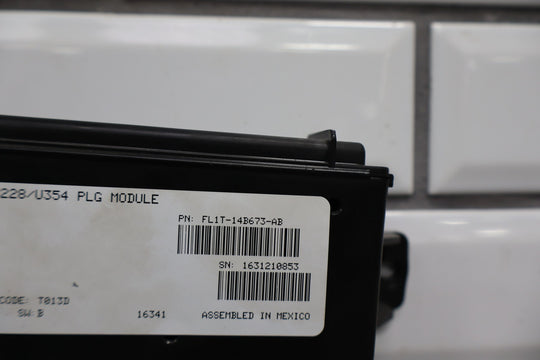 228/U354 PLG MODULE
PN: FL1T-14B673-AB
SN: 1631210853
CODE: T013D
SW B
16341
ASSEMBLED IN MEXICO